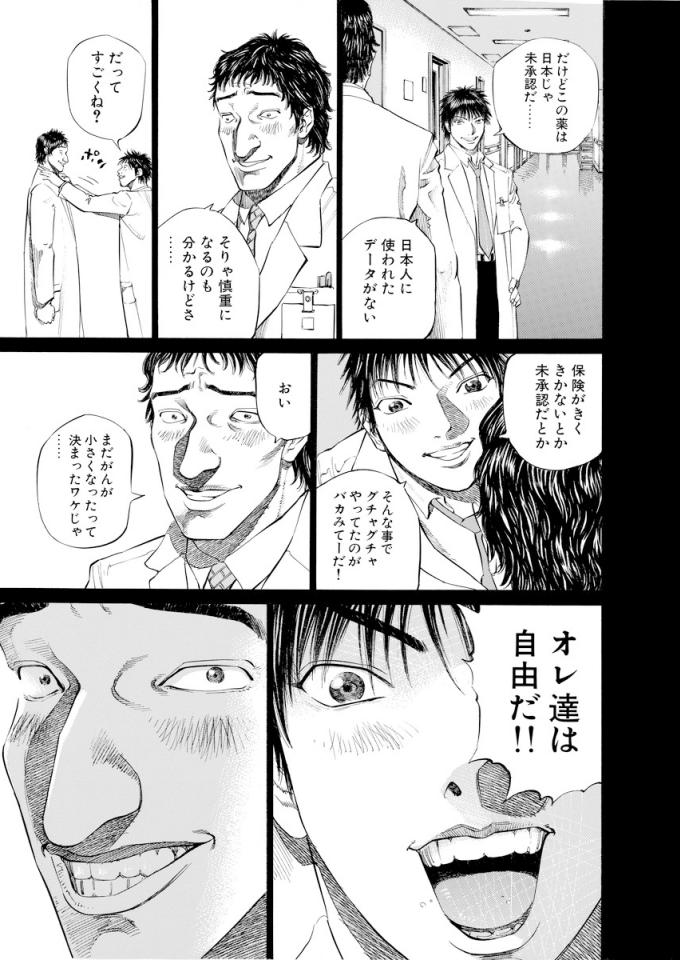 だけどこの薬は
日本じゃ
未承認だ……
日本人に
使われた
データがない
そりゃ慎重に
なるのも
分かるけどさ
……
だって
すごくね?
ポイッ
保険がきく
きかないとか
未承認だとか
そんな事で
グチャグチャ
やってたのが
バカみてーだ!
おい
まだがんが
小さくなったって
決まったワケじゃ
……
オレ達は
自由だ!!